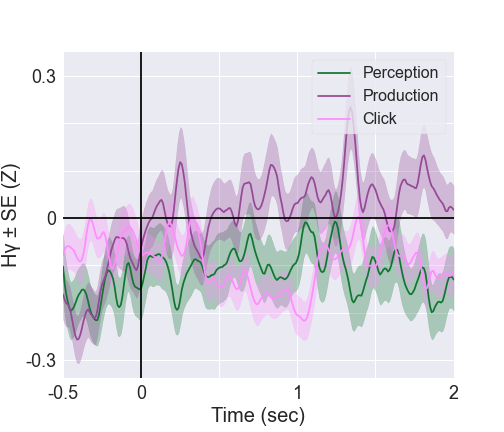 Perception
Production
Click
Hγ ± SE (Z)
0.3
0
-0.3
-0.5
0
1
2
Time (sec)